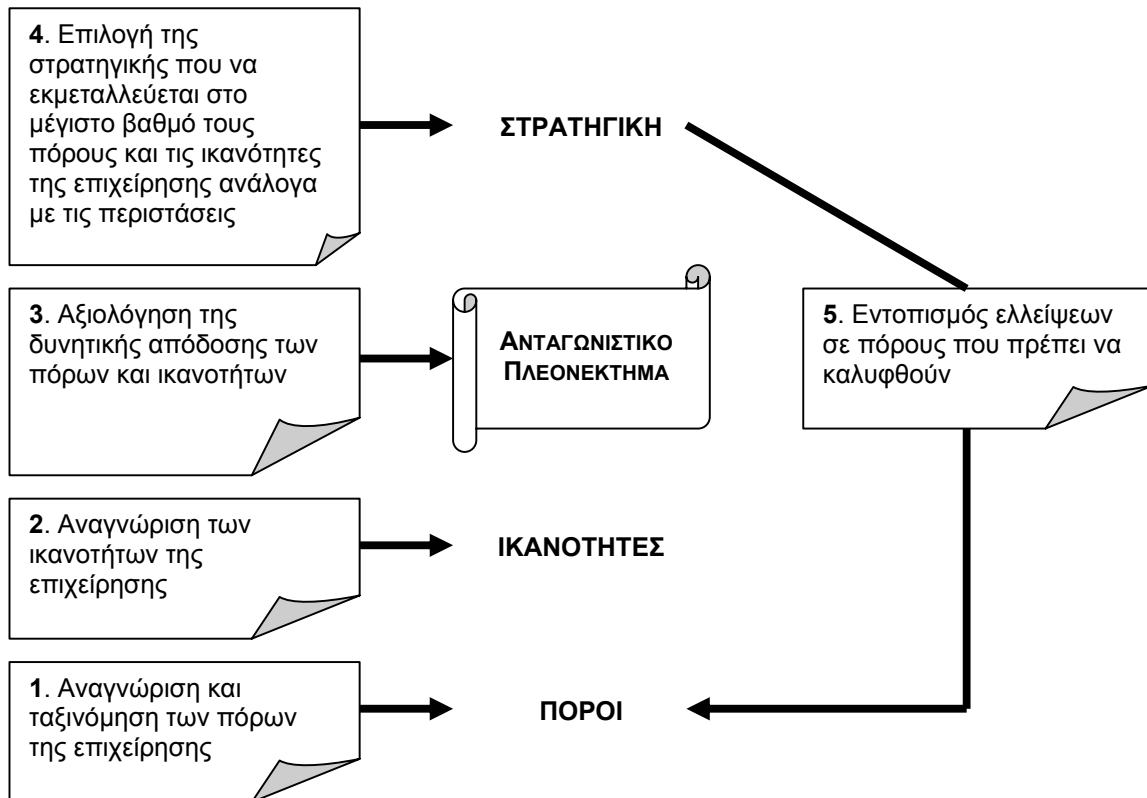 4. Επιλογή της
στρατηγικής που να
εκμεταλλεύεται στο
μέγιστο βαθμό τους
πόρους και τις ικανότητες
της επιχείρησης ανάλογα
με τις περιστάσεις
ΣΤΡΑΤΗΓΙΚΗ
3. Αξιολόγηση της
δυνητικής απόδοσης των
πόρων και ικανοτήτων
ΑΝΤΑΓΩΝΙΣΤΙΚΟ
ΠΛΕΟΝΕΚΤΗΜΑ
5. Εντοπισμός ελλείψεων
σε πόρους που πρέπει να
καλυφθούν
2. Αναγνώριση των
ικανοτήτων της
επιχείρησης
ΙΚΑΝΟΤΗΤΕΣ
1. Αναγνώριση και
ταξινόμηση των πόρων
της επιχείρησης
ΠΟΡΟΙ